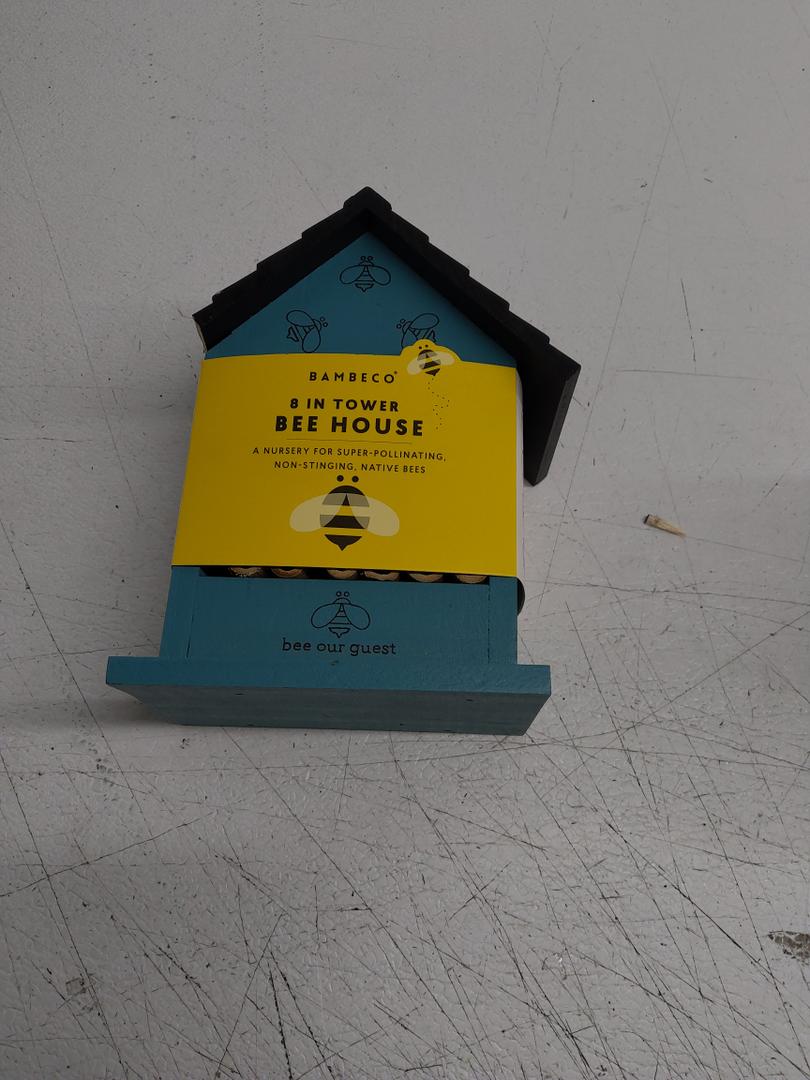 BAMBECO®
8 IN TOWER
BEE HOUSE
A NURSERY FOR SUPER-POLLINATING,
NON-STINGING, NATIVE BEES
bee our guest